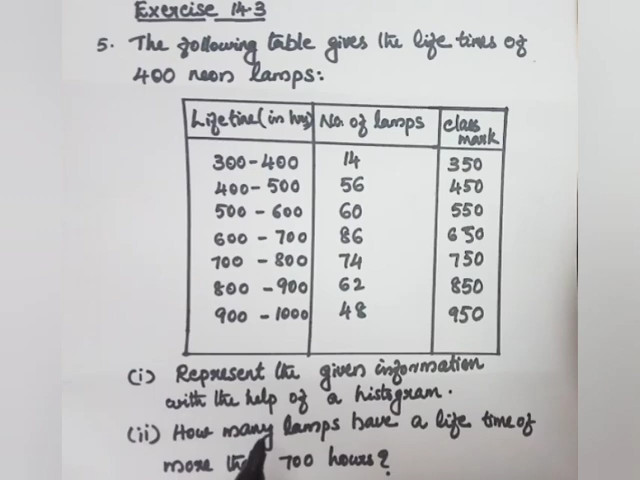 Exercise 14.3
5. The following table gives the life times of
400 neon lamps:
Life time (in hrs) No. of lamps class mark
300-400 14 350
400-500 56 450
500-600 60 550
600-700 86 650
700-800 74 750
800-900 62 850
900-1000 48 950
(i) Represent the given information
with the help of a histogram.
(ii) How many lamps have a life time of
more 700 hours?